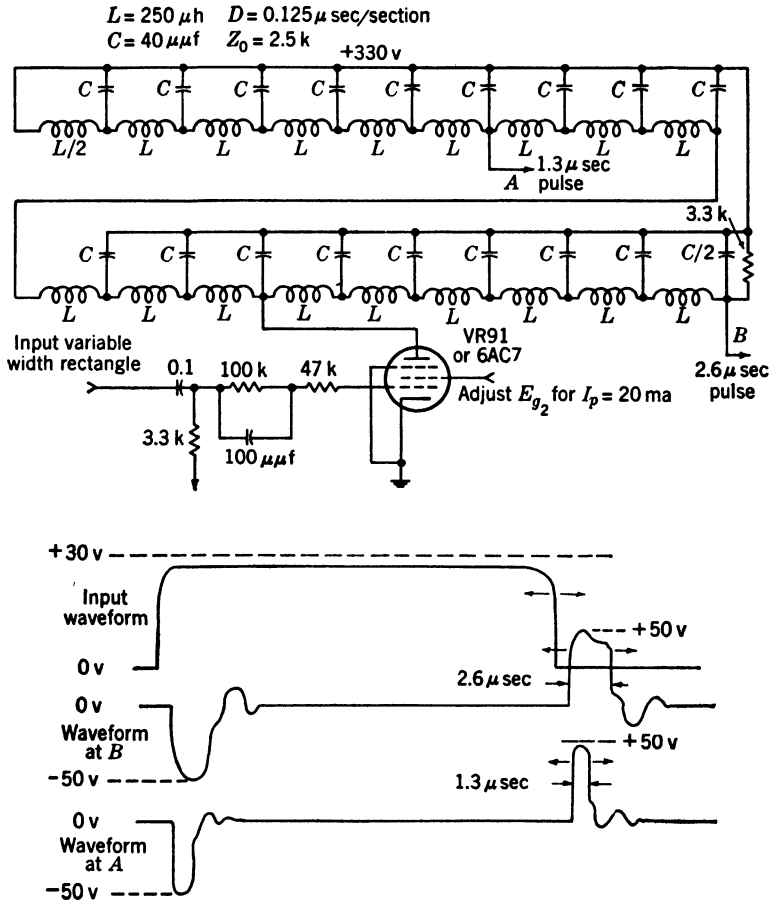 L = 250 μh D = 0.125 μ sec/section
C = 40 μμf Z₀ = 2.5 k
+330 v
C C C C C C C C C
L/2 L L L L L L L L
A 1.3 μ sec
pulse
3.3 k
C C C C C C C C C/2
L L L L L L L L L
B
2.6 μ sec
pulse
Input variable
width rectangle
0.1 100 k 47 k
VR91
or 6AC7
Adjust E_g₂ for I_p = 20 ma
3.3 k
100 μμf
+30 v
Input
waveform
0 v
+50 v
2.6 μ sec
0 v
Waveform
at B
−50 v
+50 v
1.3 μ sec
0 v
Waveform
at A
−50 v